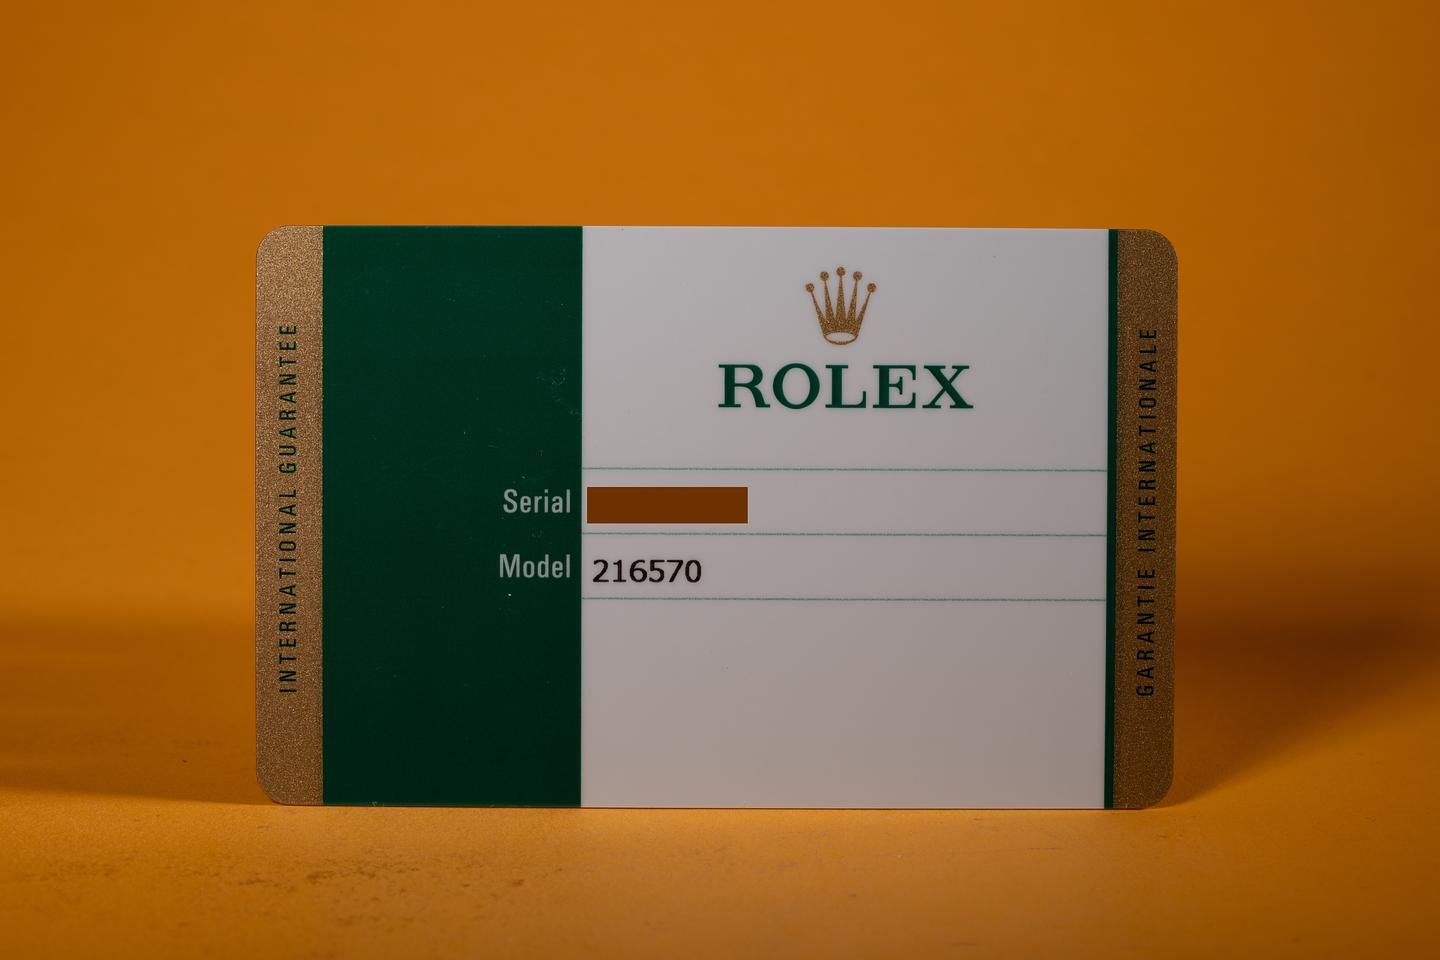 INTERNATIONAL GUARANTEE
ROLEX
Serial
Model 216570
GARANTIE INTERNATIONALE